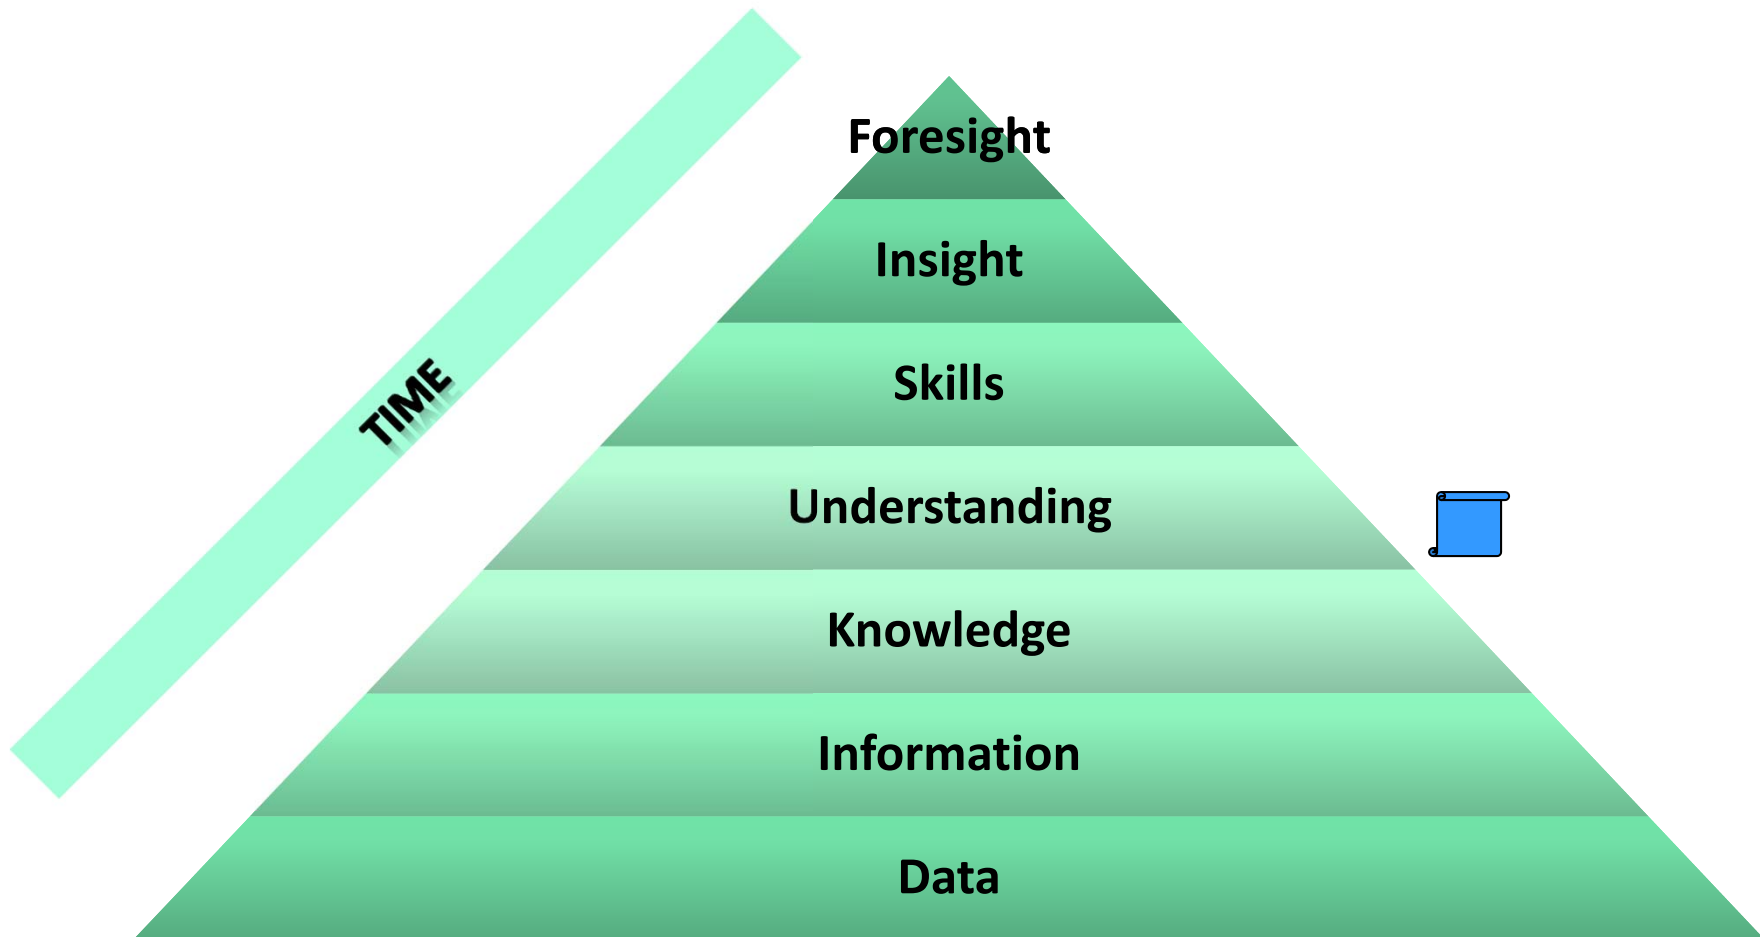 Foresight
Insight
TIME
Skills
Understanding
Knowledge
Information
Data